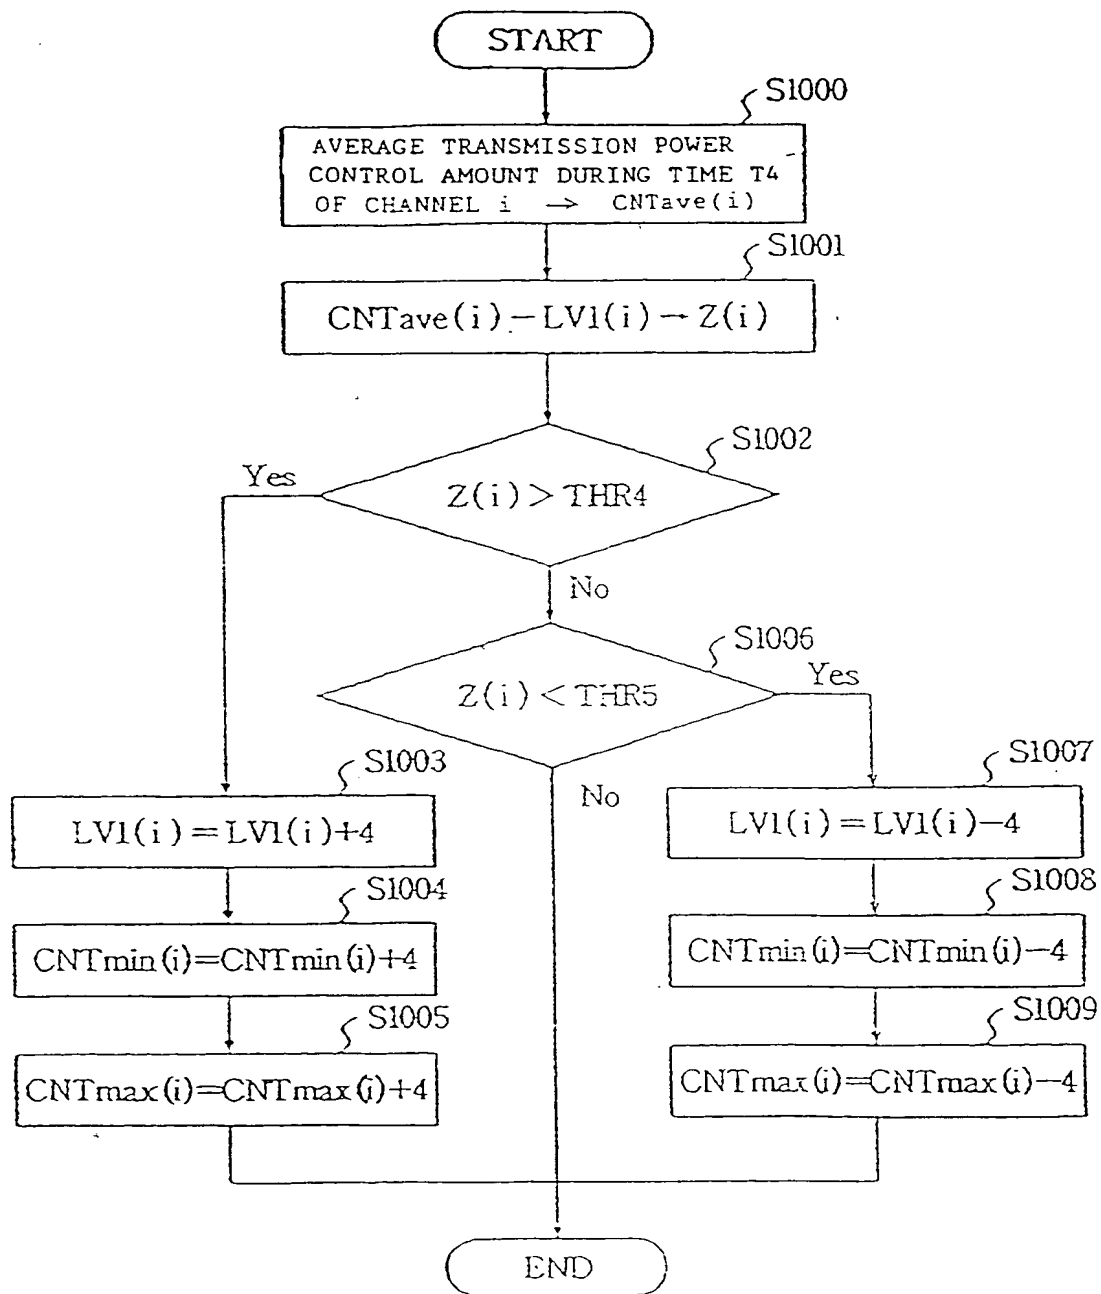 START
S1000
AVERAGE TRANSMISSION POWER
CONTROL AMOUNT DURING TIME T4
OF CHANNEL i → CNTave(i)
S1001
CNTave(i)−LV1(i)→Z(i)
S1002
Yes
Z(i)>THR4
No
S1006
Yes
Z(i)<THR5
No
S1003
LV1(i)=LV1(i)+4
S1004
CNTmin(i)=CNTmin(i)+4
S1005
CNTmax(i)=CNTmax(i)+4
S1007
LV1(i)=LV1(i)−4
S1008
CNTmin(i)=CNTmin(i)−4
S1009
CNTmax(i)=CNTmax(i)−4
END